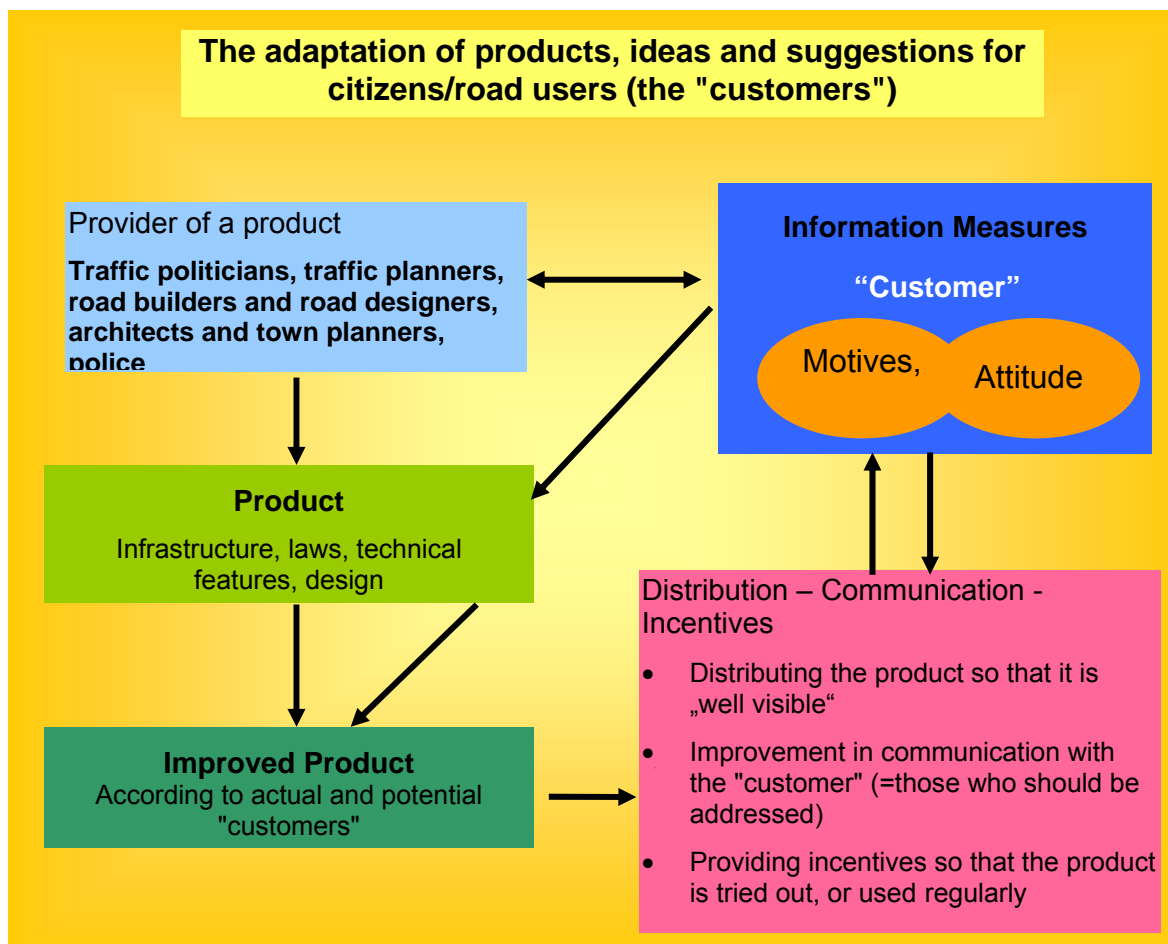 The adaptation of products, ideas and suggestions for
citizens/road users (the "customers")
Provider of a product
Traffic politicians, traffic planners,
road builders and road designers,
architects and town planners,
police
Information Measures
“Customer”
Motives,
Attitude
Product
Infrastructure, laws, technical
features, design
Improved Product
According to actual and potential
"customers"
Distribution – Communication -
Incentives
• Distributing the product so that it is
„well visible“
• Improvement in communication with
the "customer" (=those who should be
addressed)
• Providing incentives so that the product
is tried out, or used regularly